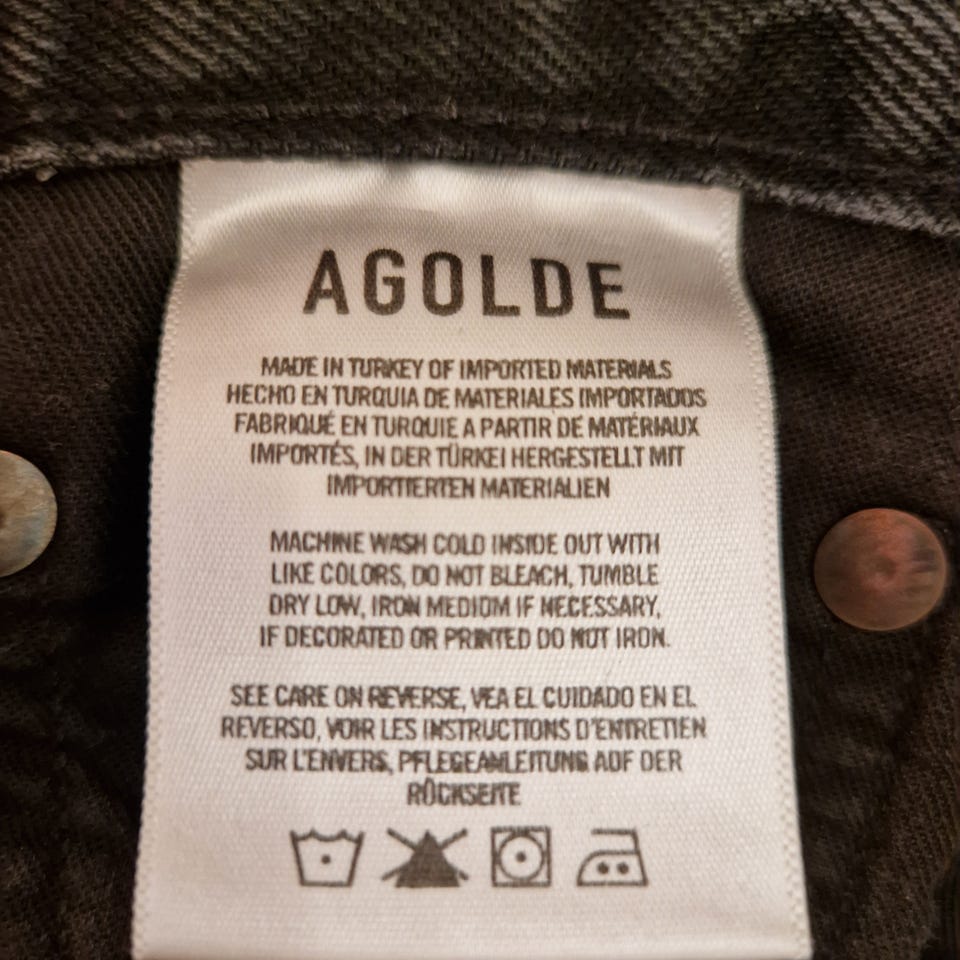 AGOLDE
MADE IN TURKEY OF IMPORTED MATERIALS
HECHO EN TURQUIA DE MATERIALES IMPORTADOS
FABRIQUÉ EN TURQUIE A PARTIR DE MATÉRIAUX
IMPORTÉS, IN DER TÜRKEI HERGESTELLT MIT
IMPORTIERTEN MATERIALIEN
MACHINE WASH COLD INSIDE OUT WITH
LIKE COLORS, DO NOT BLEACH, TUMBLE
DRY LOW, IRON MEDIUM IF NECESSARY,
IF DECORATED OR PRINTED DO NOT IRON.
SEE CARE ON REVERSE, VEA EL CUIDADO EN EL
REVERSO, VOIR LES INSTRUCTIONS D'ENTRETIEN
SUR L'ENVERS, PFLEGEANLEITUNG AUF DER
RÜCKSEITE